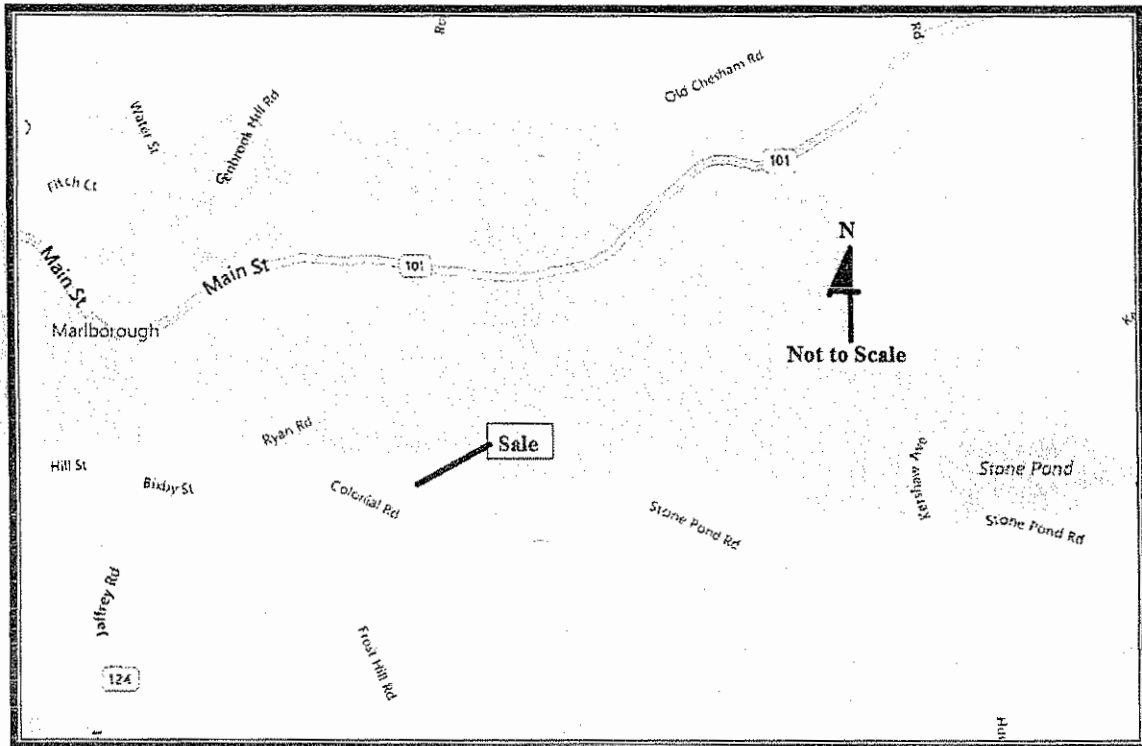 Rd
Rd
Old Chesham Rd
Water St
Glenbrook Hill Rd
101
Fitch Ct
N
Main St
Main St
101
Marlborough
Not to Scale
Ryan Rd
Sale
Kershaw Ave
Hill St
Stone Pond
Bixby St
Colonial Rd
Stone Pond Rd
Stone Pond Rd
Jaffrey Rd
Frost Hill Rd
124